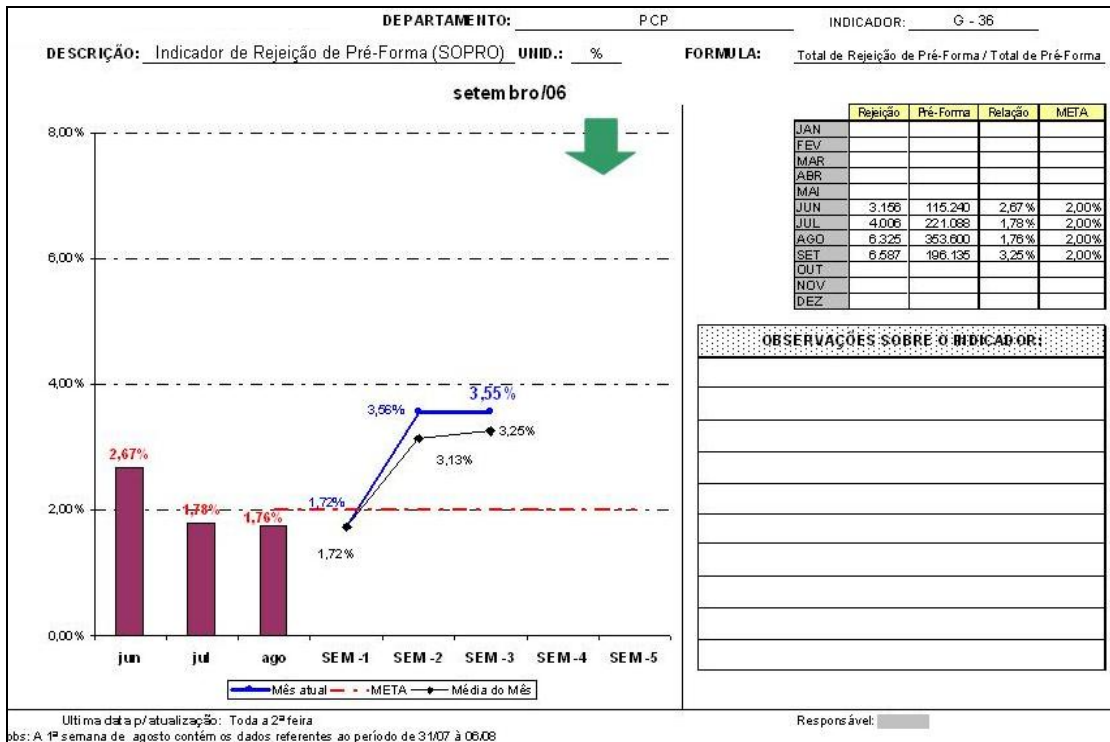 DEPARTAMENTO: PCP INDICADOR: G - 36
DESCRIÇÃO: Indicador de Rejeição de Pré-Forma (SOPRO) UNID.: % FORMULA: Total de Rejeição de Pré-Forma / Total de Pré-Forma
setembro/06
8,00%
6,00%
4,00%
2,00%
0,00%
2,67%
1,78%
1,76%
1,72%
1,72%
3,56%
3,13%
3,55%
3,25%
jun jul ago SEM -1 SEM -2 SEM -3 SEM -4 SEM -5
Mês atual META Média do Mês
Rejeição Pré-Forma Relação META
JAN
FEV
MAR
ABR
MAI
JUN 3.156 115.240 2,67% 2,00%
JUL 4.006 221.088 1,78% 2,00%
AGO 6.325 353.600 1,76% 2,00%
SET 6.587 196.135 3,25% 2,00%
OUT
NOV
DEZ
OBSERVAÇÕES SOBRE O INDICADOR:
Ultima data p/ atualização: Toda a 2ª feira Responsável:
obs: A 1ª semana de agosto contém os dados referentes ao período de 31/07 à 06/08